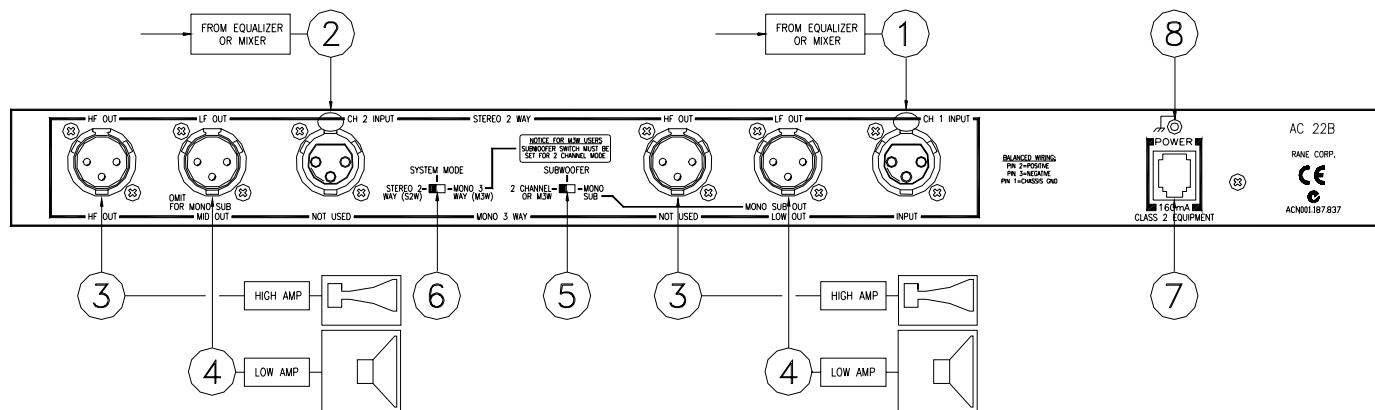 FROM EQUALIZER
OR MIXER
2
FROM EQUALIZER
OR MIXER
1
8
HF OUT
LF OUT
CH 2 INPUT
STEREO 2 WAY
HF OUT
LF OUT
CH 1 INPUT
NOTICE FOR M3W USERS
SUBWOOFER SWITCH MUST BE
SET FOR 2 CHANNEL MODE
SYSTEM MODE
STEREO 2
WAY (S2W)
MONO 3
WAY (M3W)
SUBWOOFER
2 CHANNEL
OR M3W
MONO
SUB
BALANCED WIRING:
PIN 2=POSITIVE
PIN 3=NEGATIVE
PIN 1=CHASSIS GND
POWER
160mA
CLASS 2 EQUIPMENT
AC 22B
RANE CORP.
CE
ACN001.187.837
OMIT
FOR MONO SUB
HF OUT
MID OUT
NOT USED
MONO 3 WAY
NOT USED
MONO SUB OUT
LOW OUT
INPUT
3
HIGH AMP
6
5
3
HIGH AMP
7
4
LOW AMP
4
LOW AMP